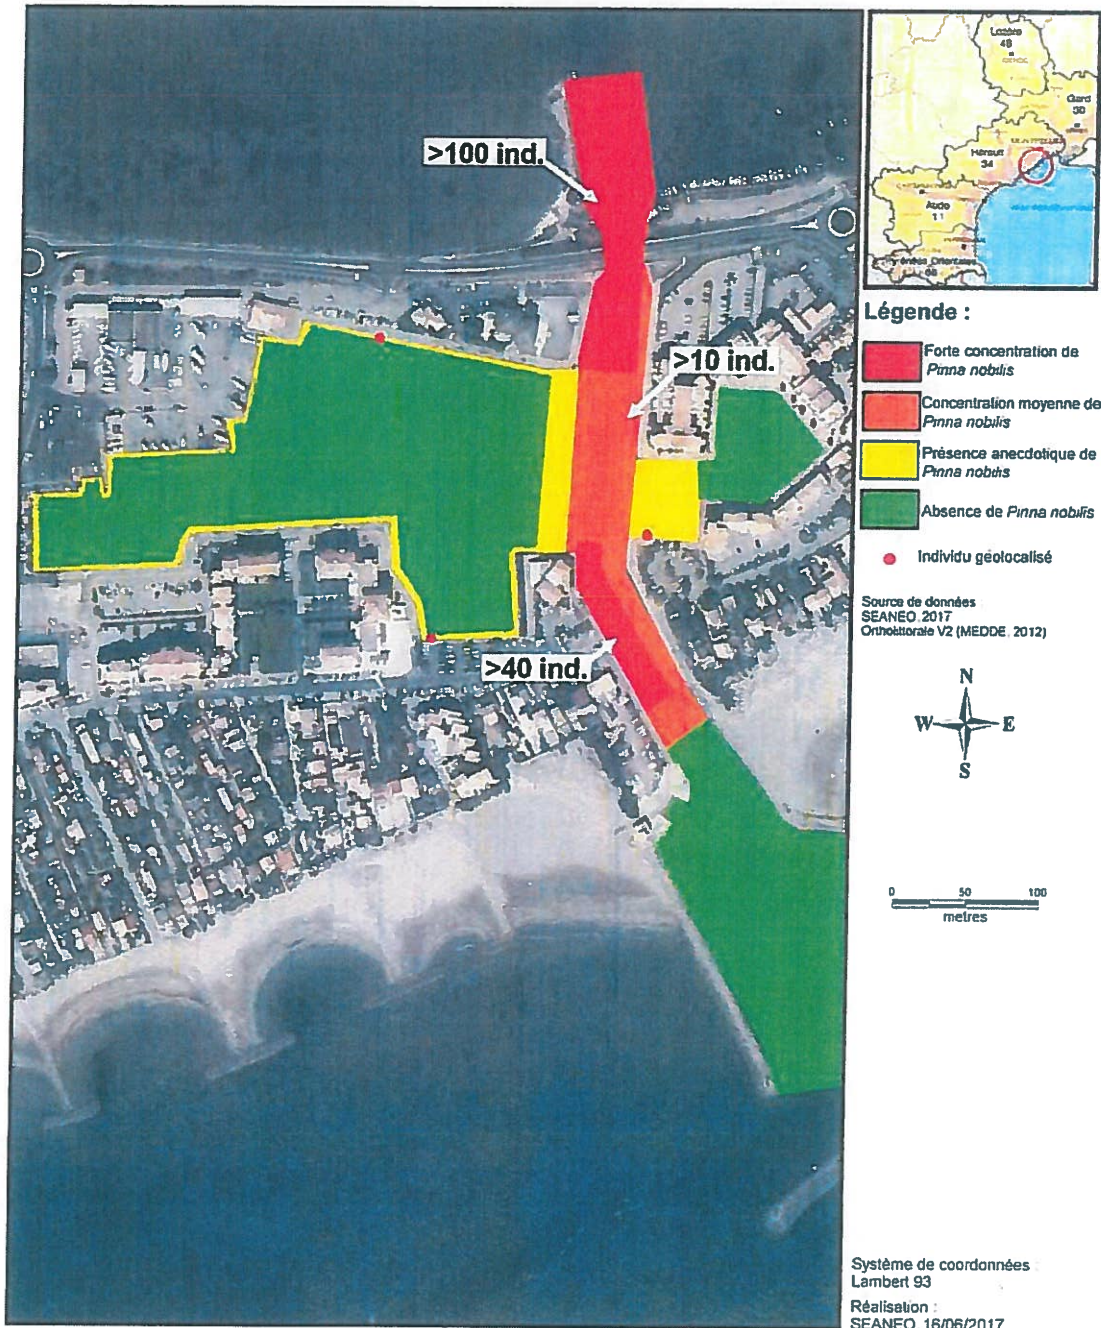 >100 ind.
>10 ind.
>40 ind.
Lozère
48
Gard
30
Hérault
34
Aude
11
Pyrénées Orientales
66
Légende :
Forte concentration de
Pinna nobilis
Concentration moyenne de
Pinna nobilis
Présence anecdotique de
Pinna nobilis
Absence de Pinna nobilis
Individu géolocalisé
Source de données
SEANEO, 2017
Ortholittorale V2 (MEDDE, 2012)
N
W E
S
0 50 100
metres
Système de coordonnées :
Lambert 93
Réalisation :
SEANEO, 16/06/2017